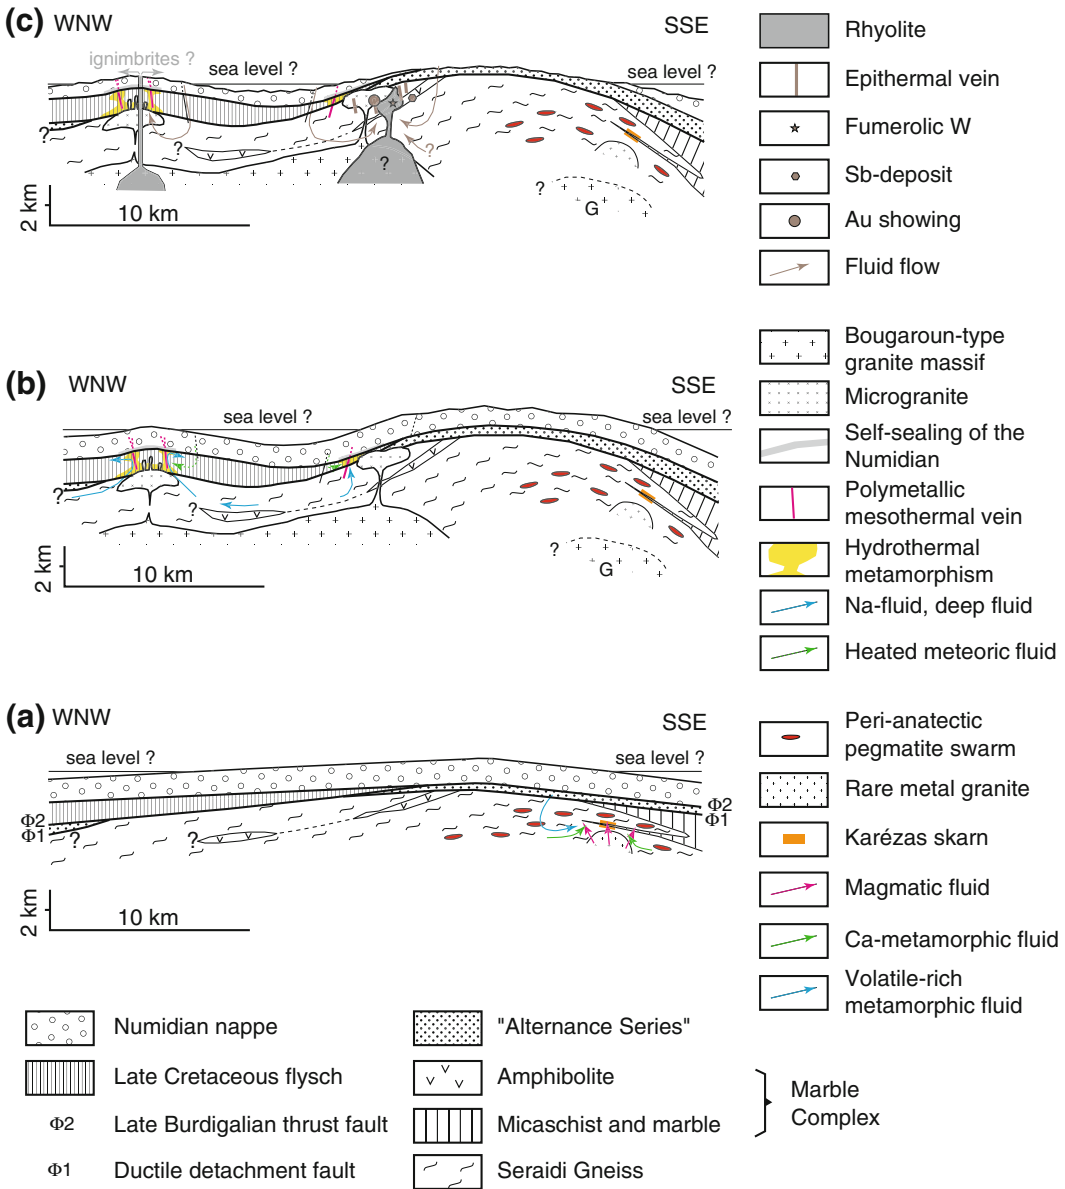 (c) WNW
SSE
ignimbrites ?
sea level ?
sea level ?
?
?
?
?
?
G
2 km
10 km
Rhyolite
Epithermal vein
Fumerolic W
Sb-deposit
Au showing
Fluid flow
(b) WNW
SSE
sea level ?
sea level ?
?
?
?
G
2 km
10 km
Bougaroun-type
granite massif
Microgranite
Self-sealing of the
Numidian
Polymetallic
mesothermal vein
Hydrothermal
metamorphism
Na-fluid, deep fluid
Heated meteoric fluid
(a) WNW
SSE
sea level ?
sea level ?
Φ2
Φ1
?
?
Φ2
Φ1
2 km
10 km
Peri-anatectic
pegmatite swarm
Rare metal granite
Karézas skarn
Magmatic fluid
Ca-metamorphic fluid
Volatile-rich
metamorphic fluid
Numidian nappe
Late Cretaceous flysch
Φ2 Late Burdigalian thrust fault
Φ1 Ductile detachment fault
"Alternance Series"
Amphibolite
Micaschist and marble
Seraidi Gneiss
Marble
Complex